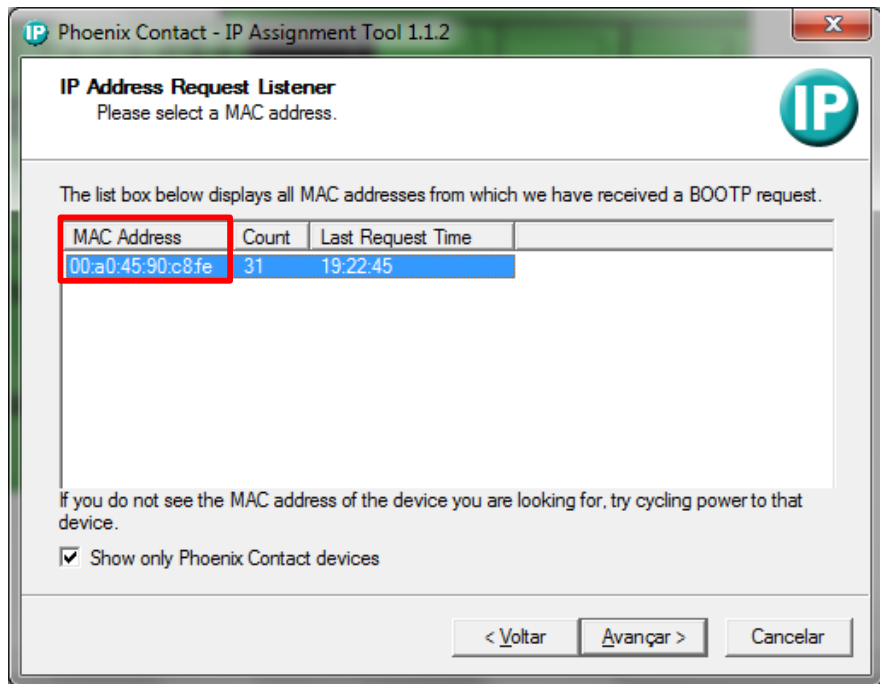 IP Phoenix Contact - IP Assignment Tool 1.1.2
X
IP Address Request Listener
Please select a MAC address.
IP
The list box below displays all MAC addresses from which we have received a BOOTP request.
MAC Address Count Last Request Time
00:a0:45:90:c8:fe 31 19:22:45
If you do not see the MAC address of the device you are looking for, try cycling power to that
device.
Show only Phoenix Contact devices
< Voltar Avançar > Cancelar